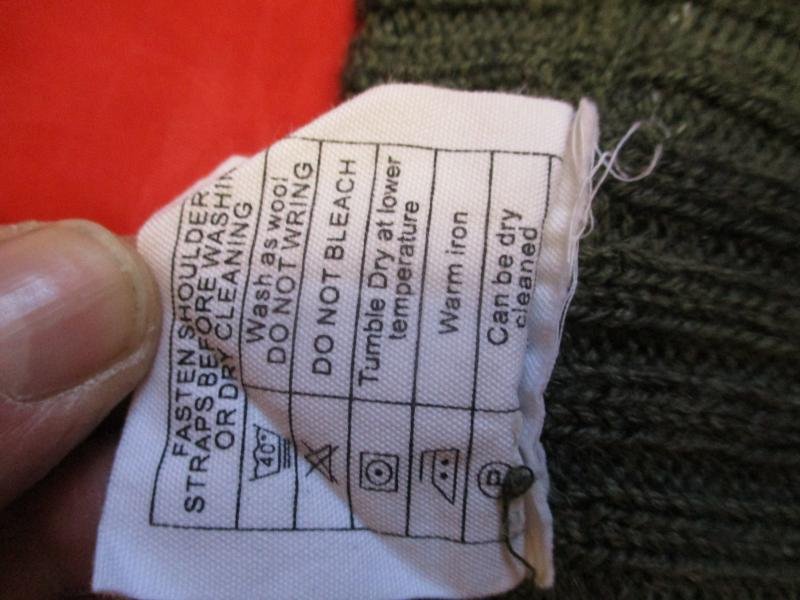 FASTEN SHOULDER
STRAPS BEFORE WASHIN
OR DRY CLEANING
40°
Wash as wool
DO NOT WRING
DO NOT BLEACH
Tumble Dry at lower
temperature
Warm iron
P
Can be dry
cleaned